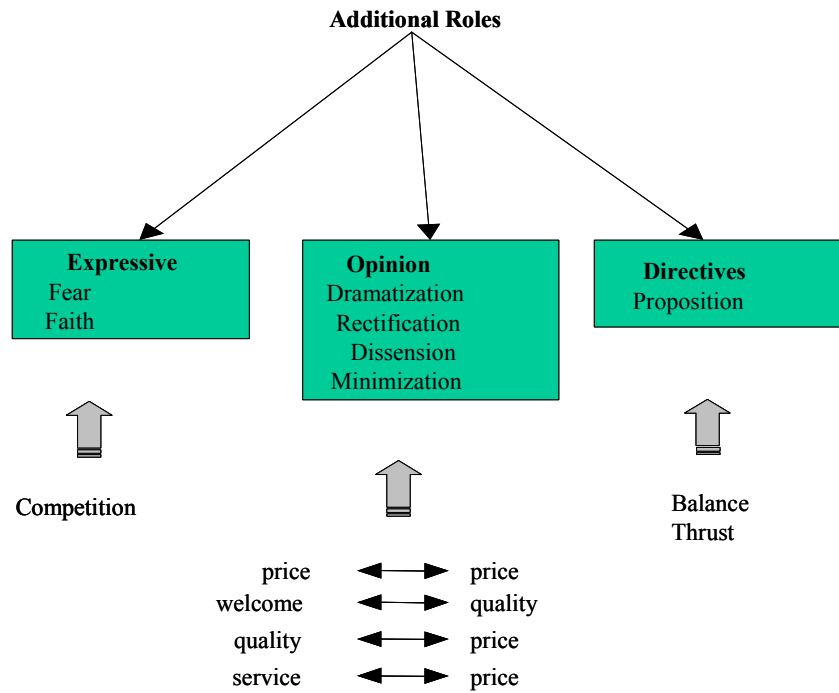 Additional Roles
Expressive
Fear
Faith
Opinion
Dramatization
Rectification
Dissension
Minimization
Directives
Proposition
Competition
Balance
Thrust
price price
welcome quality
quality price
service price